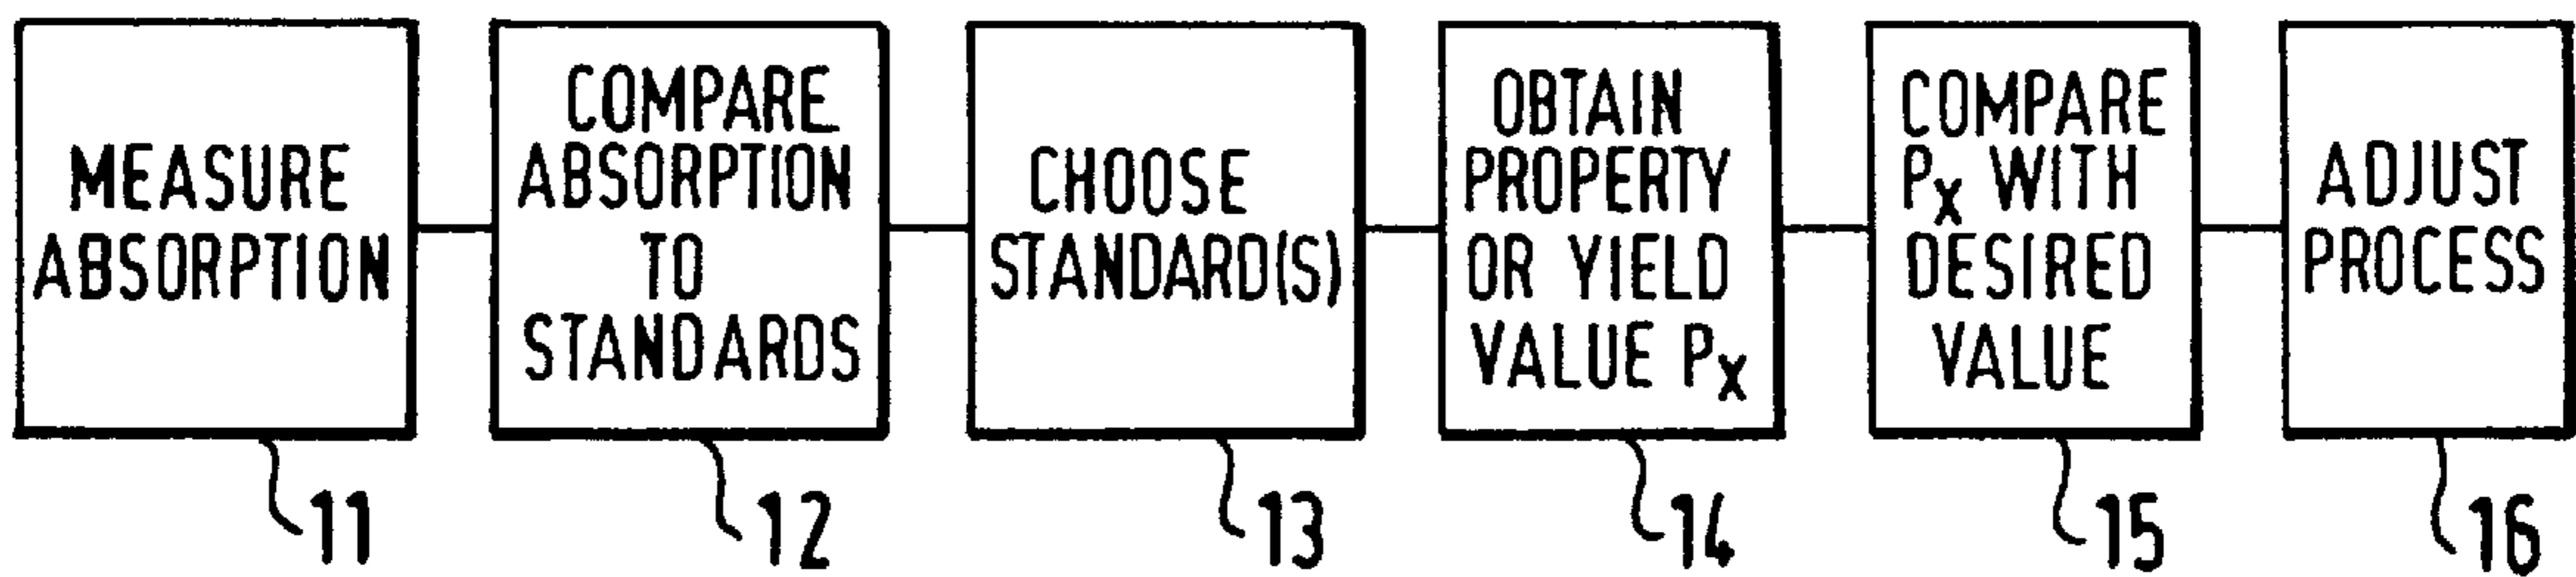 MEASURE
ABSORPTION
COMPARE
ABSORPTION
TO
STANDARDS
CHOOSE
STANDARD(S)
OBTAIN
PROPERTY
OR YIELD
VALUE PX
COMPARE
PX WITH
DESIRED
VALUE
ADJUST
PROCESS
11
12
13
14
15
16